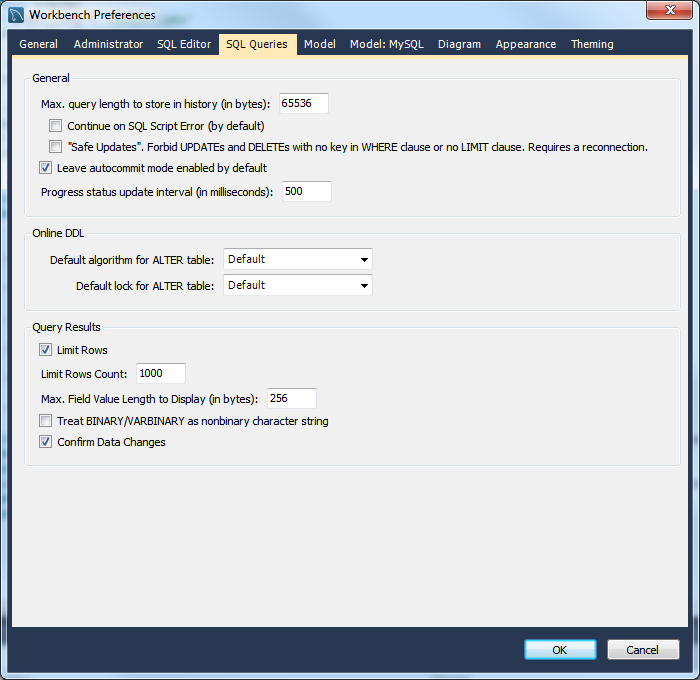 Workbench Preferences
General Administrator SQL Editor SQL Queries Model Model: MySQL Diagram Appearance Theming
General
Max. query length to store in history (in bytes): 65536
Continue on SQL Script Error (by default)
"Safe Updates". Forbid UPDATEs and DELETEs with no key in WHERE clause or no LIMIT clause. Requires a reconnection.
Leave autocommit mode enabled by default
Progress status update interval (in milliseconds): 500
Online DDL
Default algorithm for ALTER table: Default
Default lock for ALTER table: Default
Query Results
Limit Rows
Limit Rows Count: 1000
Max. Field Value Length to Display (in bytes): 256
Treat BINARY/VARBINARY as nonbinary character string
Confirm Data Changes
OK Cancel